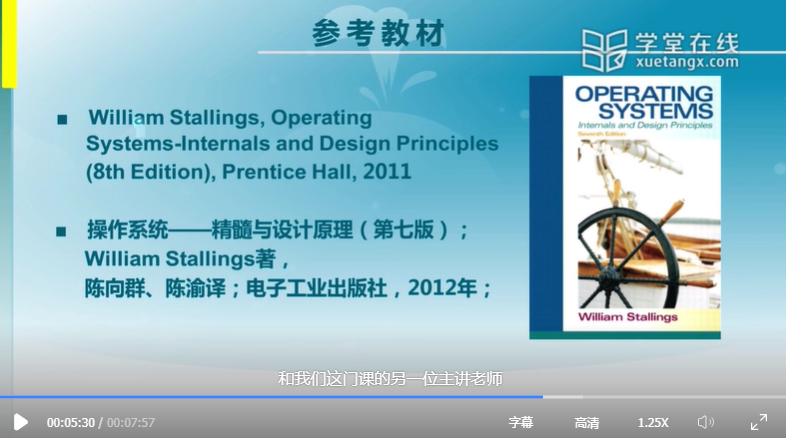 参考教材
学堂在线
xuetangx.com
■ William Stallings, Operating
Systems-Internals and Design Principles
(8th Edition), Prentice Hall, 2011
■ 操作系统——精髓与设计原理（第七版）；
William Stallings著，
陈向群、陈渝译；电子工业出版社，2012年；
OPERATING
SYSTEMS
Internals and Design Principles
Seventh Edition
William Stallings
和我们这门课的另一位主讲老师
00:05:30 / 00:07:57
字幕
高清
1.25X